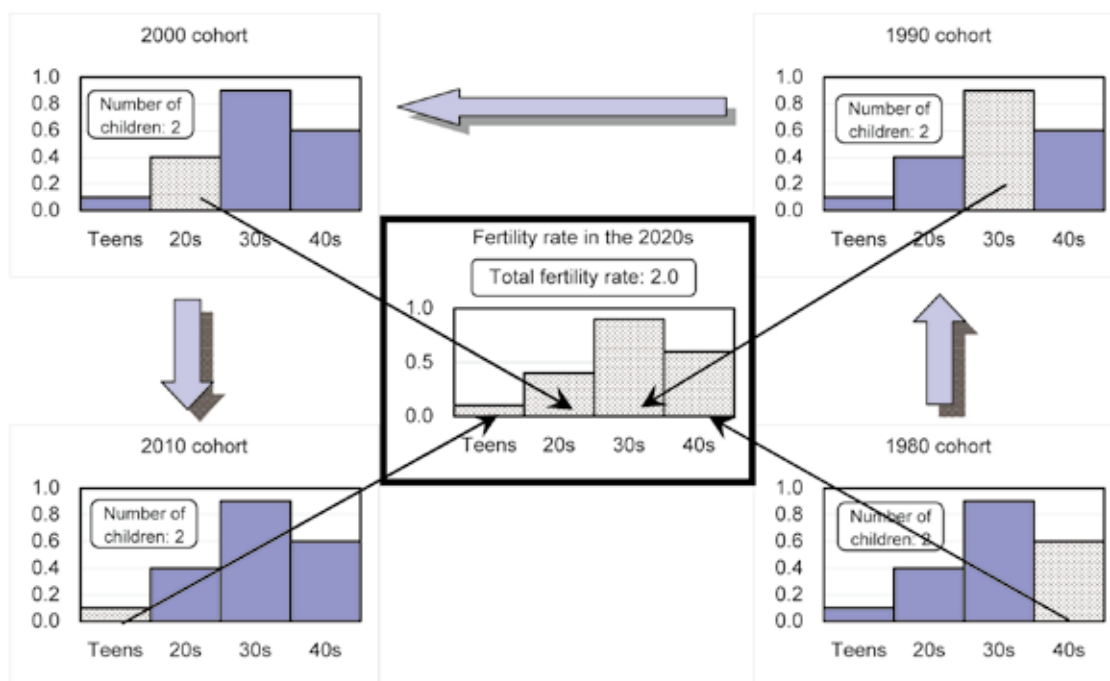 2000 cohort
1.0
0.8
0.6
0.4
0.2
0.0
Number of
children: 2
Teens 20s 30s 40s
1990 cohort
1.0
0.8
0.6
0.4
0.2
0.0
Number of
children: 2
Teens 20s 30s 40s
Fertility rate in the 2020s
Total fertility rate: 2.0
1.0
0.5
0.0
Teens 20s 30s 40s
2010 cohort
1.0
0.8
0.6
0.4
0.2
0.0
Number of
children: 2
Teens 20s 30s 40s
1980 cohort
1.0
0.8
0.6
0.4
0.2
0.0
Number of
children: 2
Teens 20s 30s 40s